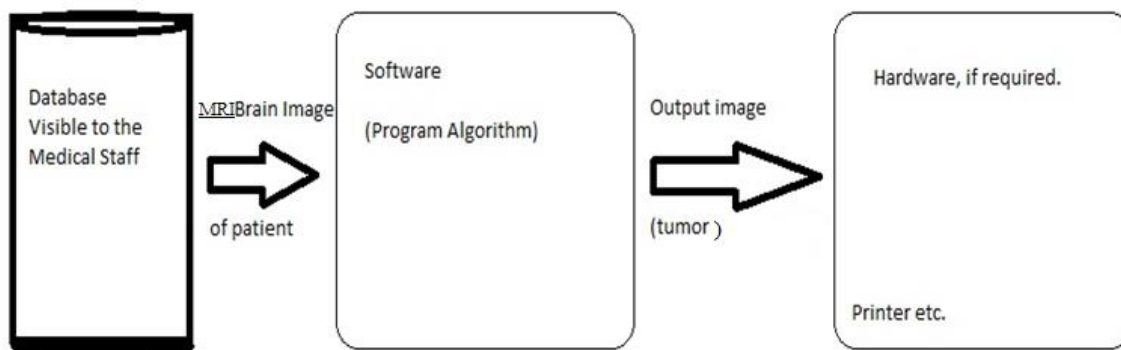 Database
Visible to the
Medical Staff
MRIBrain Image
of patient
Software
(Program Algorithm)
Output image
(tumor )
Hardware, if required.
Printer etc.